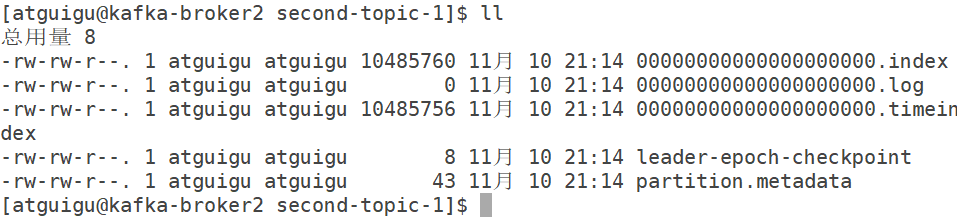 [atguigu@kafka-broker2 second-topic-1]$ ll
总用量 8
-rw-rw-r--. 1 atguigu atguigu 10485760 11月 10 21:14 00000000000000000000.index
-rw-rw-r--. 1 atguigu atguigu        0 11月 10 21:14 00000000000000000000.log
-rw-rw-r--. 1 atguigu atguigu 10485756 11月 10 21:14 00000000000000000000.timein
dex
-rw-rw-r--. 1 atguigu atguigu        8 11月 10 21:14 leader-epoch-checkpoint
-rw-rw-r--. 1 atguigu atguigu       43 11月 10 21:14 partition.metadata
[atguigu@kafka-broker2 second-topic-1]$